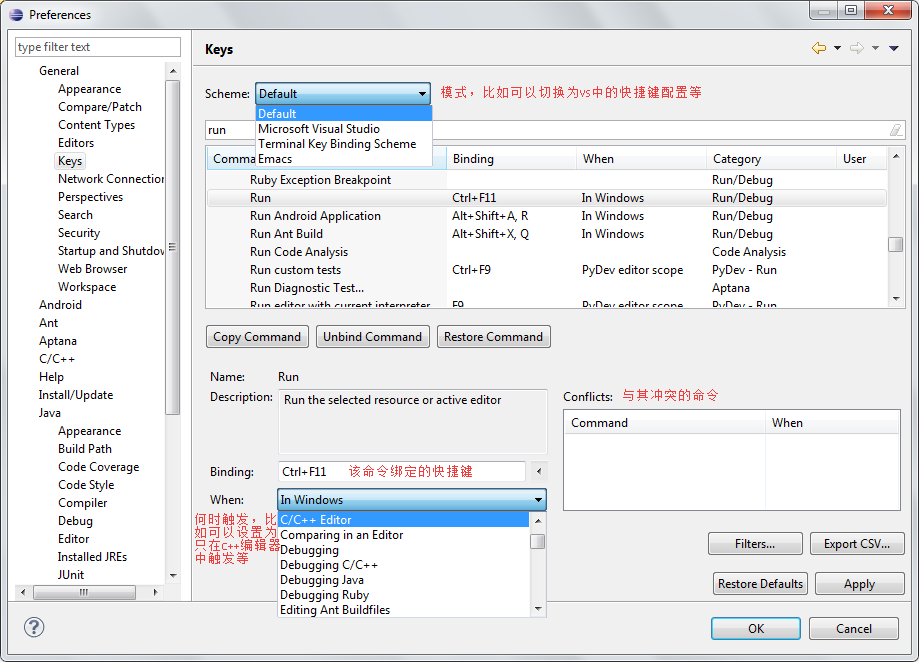 Preferences
type filter text
General
Appearance
Compare/Patch
Content Types
Editors
Keys
Network Connection
Perspectives
Search
Security
Startup and Shutdow
Web Browser
Workspace
Android
Ant
Aptana
C/C++
Help
Install/Update
Java
Appearance
Build Path
Code Coverage
Code Style
Compiler
Debug
Editor
Installed JREs
JUnit
Keys
Scheme: Default 模式，比如可以切换为vs中的快捷键配置等
Default
Microsoft Visual Studio
Terminal Key Binding Scheme
Emacs
run
Comma Binding When Category User
Ruby Exception Breakpoint Run/Debug
Run Ctrl+F11 In Windows Run/Debug
Run Android Application Alt+Shift+A, R In Windows Run/Debug
Run Ant Build Alt+Shift+X, Q In Windows Run/Debug
Run Code Analysis Code Analysis
Run custom tests Ctrl+F9 PyDev editor scope PyDev - Run
Run Diagnostic Test... Aptana
Run editor with current interpreter F9 PyDev editor scope PyDev - Run
Copy Command Unbind Command Restore Command
Name: Run
Description: Run the selected resource or active editor
Conflicts: 与其冲突的命令
Command When
Binding: Ctrl+F11 该命令绑定的快捷键
When: In Windows
何时触发，比
如可以设置为
只在C++编辑器
中触发等
C/C++ Editor
Comparing in an Editor
Debugging
Debugging C/C++
Debugging Java
Debugging Ruby
Editing Ant Buildfiles
Filters... Export CSV...
Restore Defaults Apply
? OK Cancel